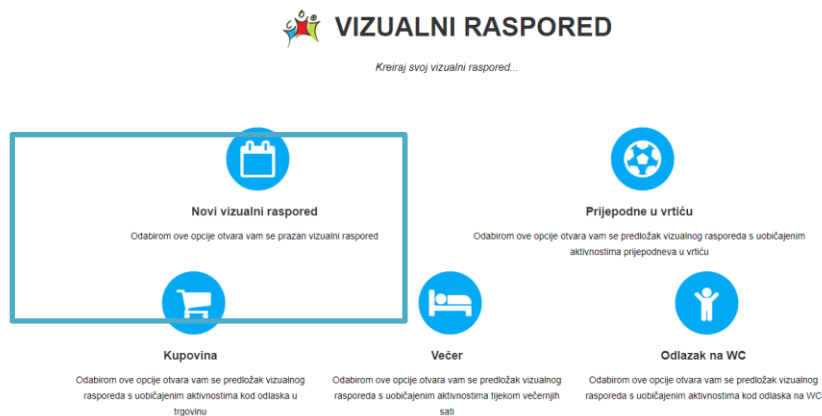 VIZUALNI RASPORED
Kreiraj svoj vizualni raspored...
Novi vizualni raspored
Odabirom ove opcije otvara vam se prazan vizualni raspored
Prijepodne u vrtiću
Odabirom ove opcije otvara vam se predložak vizualnog rasporeda s uobičajenim
aktivnostima prijepodneva u vrtiću
Kupovina
Odabirom ove opcije otvara vam se predložak vizualnog
rasporeda s uobičajenim aktivnostima kod odlaska u
trgovinu
Večer
Odabirom ove opcije otvara vam se predložak vizualnog
rasporeda s uobičajenim aktivnostima tijekom večernjih
sati
Odlazak na WC
Odabirom ove opcije otvara vam se predložak vizualnog
rasporeda s uobičajenim aktivnostima kod odlaska na WC